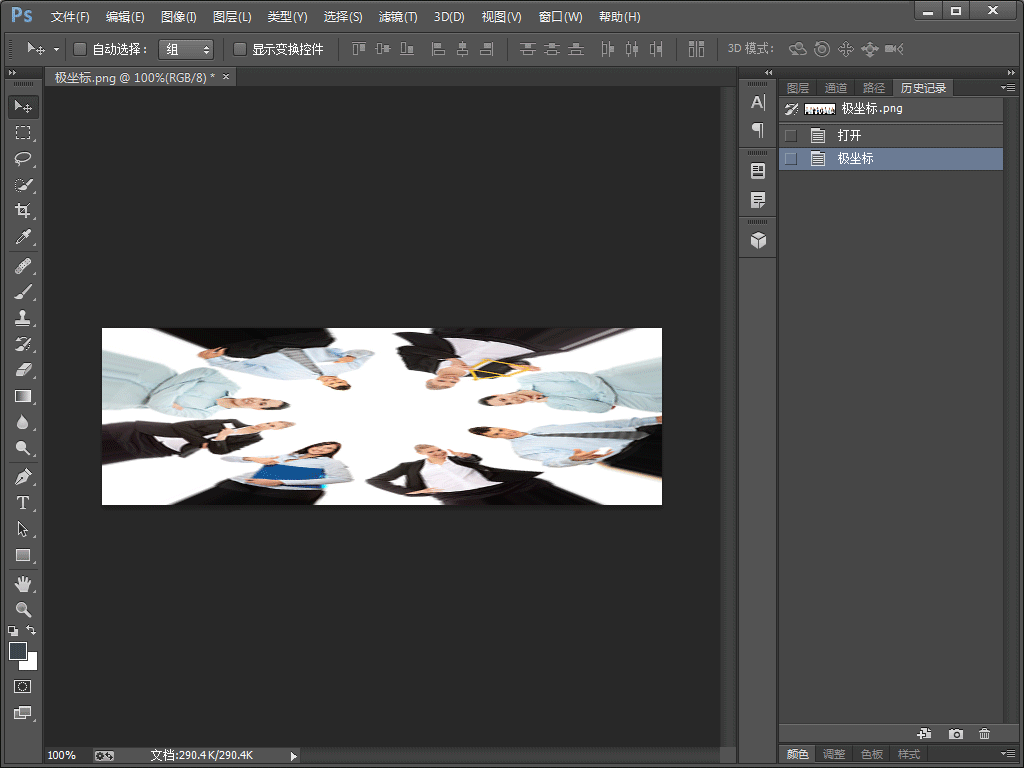 Ps 文件(F) 编辑(E) 图像(I) 图层(L) 类型(Y) 选择(S) 滤镜(T) 3D(D) 视图(V) 窗口(W) 帮助(H)
自动选择： 组 显示变换控件 3D 模式：
极坐标.png @ 100%(RGB/8) * ×
图层 通道 路径 历史记录
极坐标.png
打开
极坐标
A
T
100% 文档:290.4K/290.4K
颜色 调整 色板 样式